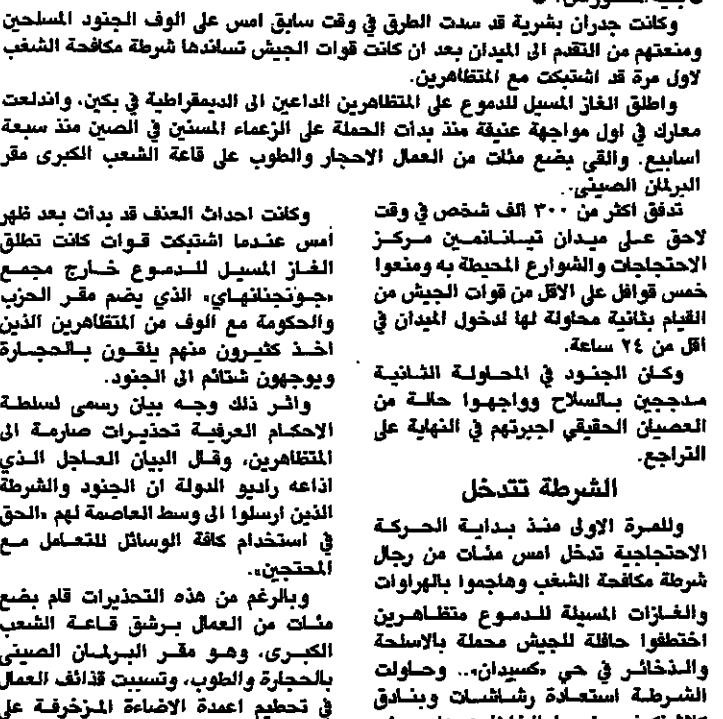 وكانت جدران بشرية قد سدت الطرق في وقت سابق امس على الوف الجنود المسلحين
ومنعتهم من التقدم الى الميدان بعد ان كانت قوات الجيش تساندها شرطة مكافحة الشغب
لاول مرة قد اشتبكت مع المتظاهرين.
واطلق الغاز المسيل للدموع على المتظاهرين الداعين الى الديمقراطية في بكين، واندلعت
معارك في اول مواجهة عنيفة منذ بدات الحملة على الزعماء المسنين في الصين منذ سبعة
اسابيع. والقي بضع مئات من العمال الاحجار والطوب على قاعة الشعب الكبرى مقر
البرلمان الصيني.
تدفق اكثر من ٣٠٠ الف شخص في وقت
لاحق على ميدان تيانانمين مركز
الاحتجاجات والشوارع المحيطة به ومنعوا
خمس قوافل على الاقل من قوات الجيش من
القيام بثانية محاولة لها لدخول الميدان في
اقل من ٢٤ ساعة.
وكان الجنود في المحاولة الثانية
مدججين بالسلاح وواجهوا حالة من
العصيان الحقيقي اجبرتهم في النهاية على
التراجع.
الشرطة تتدخل
وللمرة الاولى منذ بداية الحركة
الاحتجاجية تدخل امس مئات من رجال
شرطة مكافحة الشغب وهاجموا بالهراوات
والغازات المسيلة للدموع متظاهرين
اختطفوا حافلة للجيش محملة بالاسلحة
والذخائر في حي «كسيدان».. وحاولت
الشرطة استعادة رشاشات وبنادق
وكانت احداث العنف قد بدأت بعد ظهر
امس عندما اشتبكت قوات كانت تطلق
الغاز المسيل للدموع خارج مجمع
«جونجنانهاي» الذي يضم مقر الحزب
والحكومة مع الوف من المتظاهرين الذين
اخذ كثيرون منهم يلقون بالحجارة
ويوجهون شتائم الى الجنود.
واثر ذلك وجه بيان رسمى لسلطة
الاحكام العرفية تحذيرات صارمة الى
المتظاهرين، وقال البيان العاجل الذي
اذاعه راديو الدولة ان الجنود والشرطة
الذين ارسلوا الى وسط العاصمة لهم «الحق
في استخدام كافة الوسائل للتعامل مع
المحتجين».
وبالرغم من هذه التحذيرات قام بضع
مئات من العمال برشق قاعة الشعب
الكبرى، وهو مقر البرلمان الصيني
بالحجارة والطوب، وتسببت قذائف العمال
في تحطيم اعمدة الاضاءة المزخرفة على